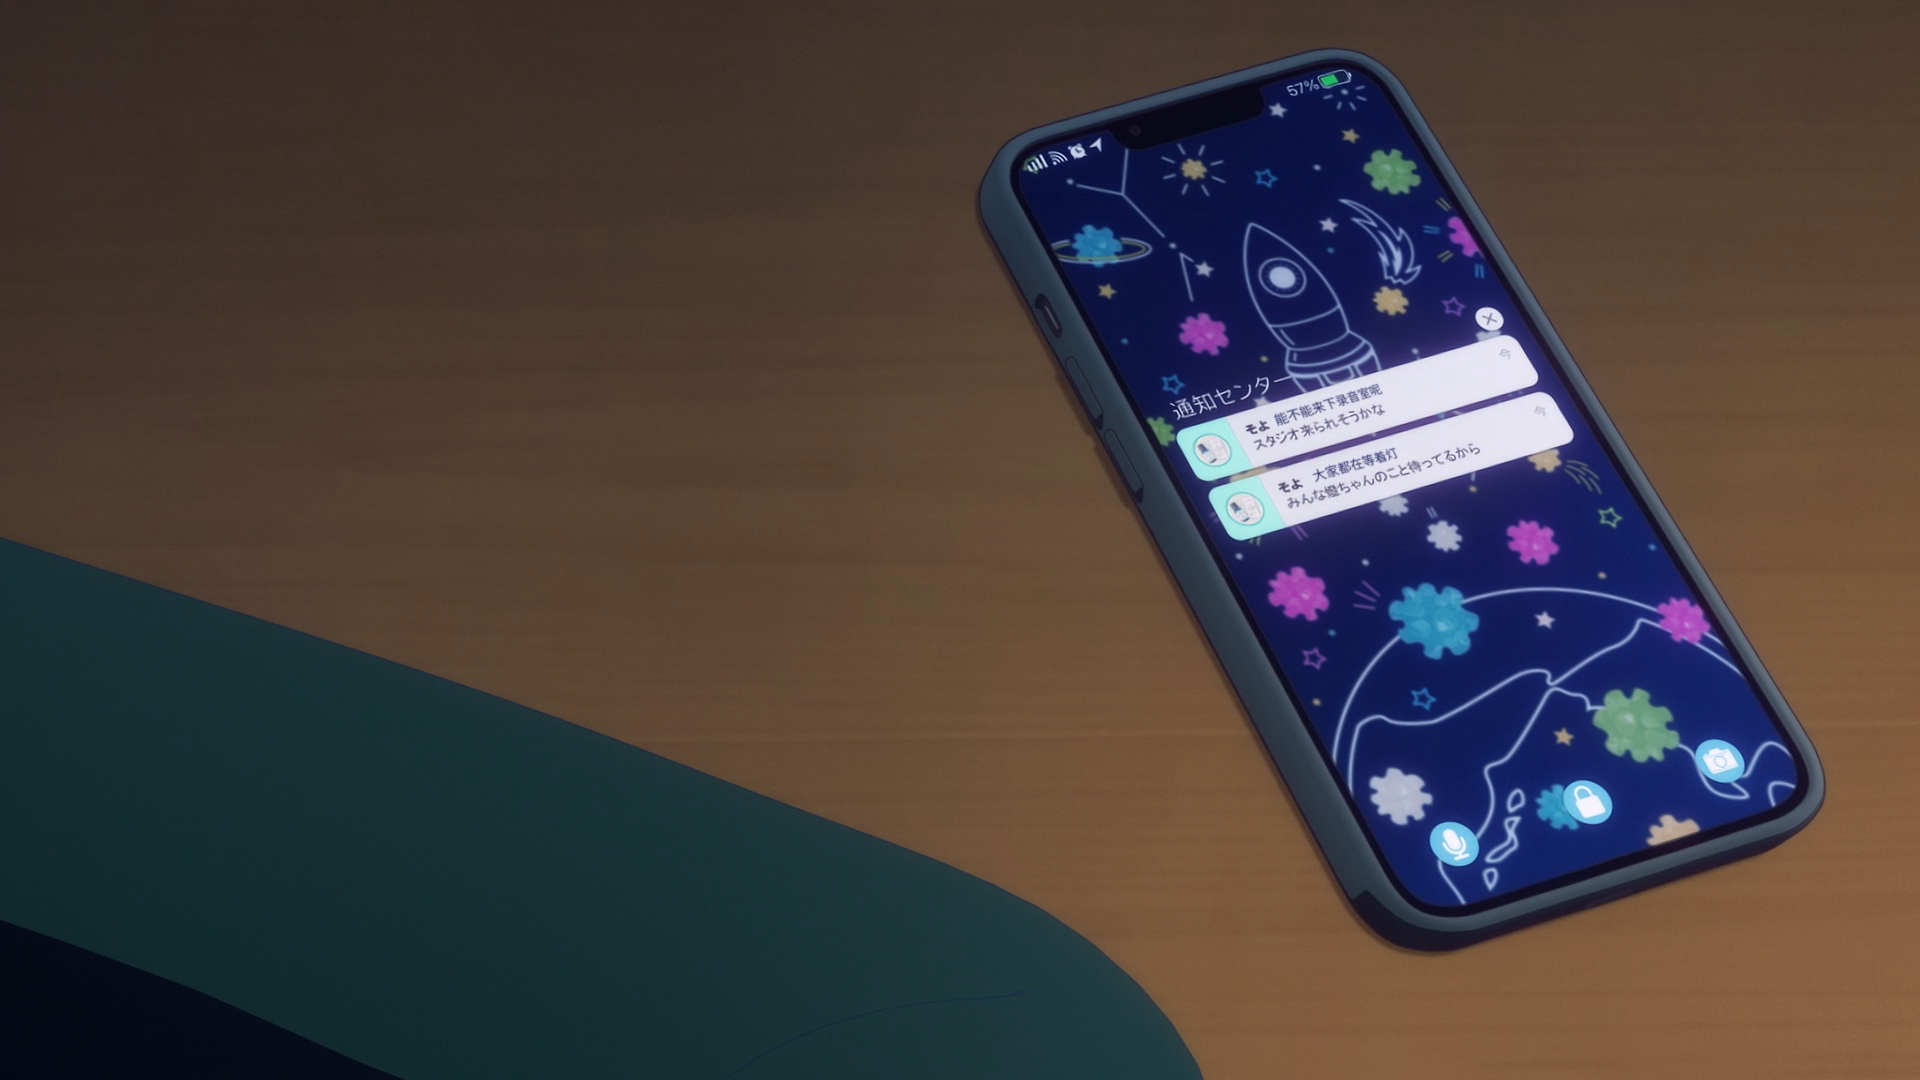 57%
通知センター
今
そよ 能不能来下录音室呢
スタジオ来られそうかな
今
そよ 大家都在等着灯
みんな燈ちゃんのこと待ってるから